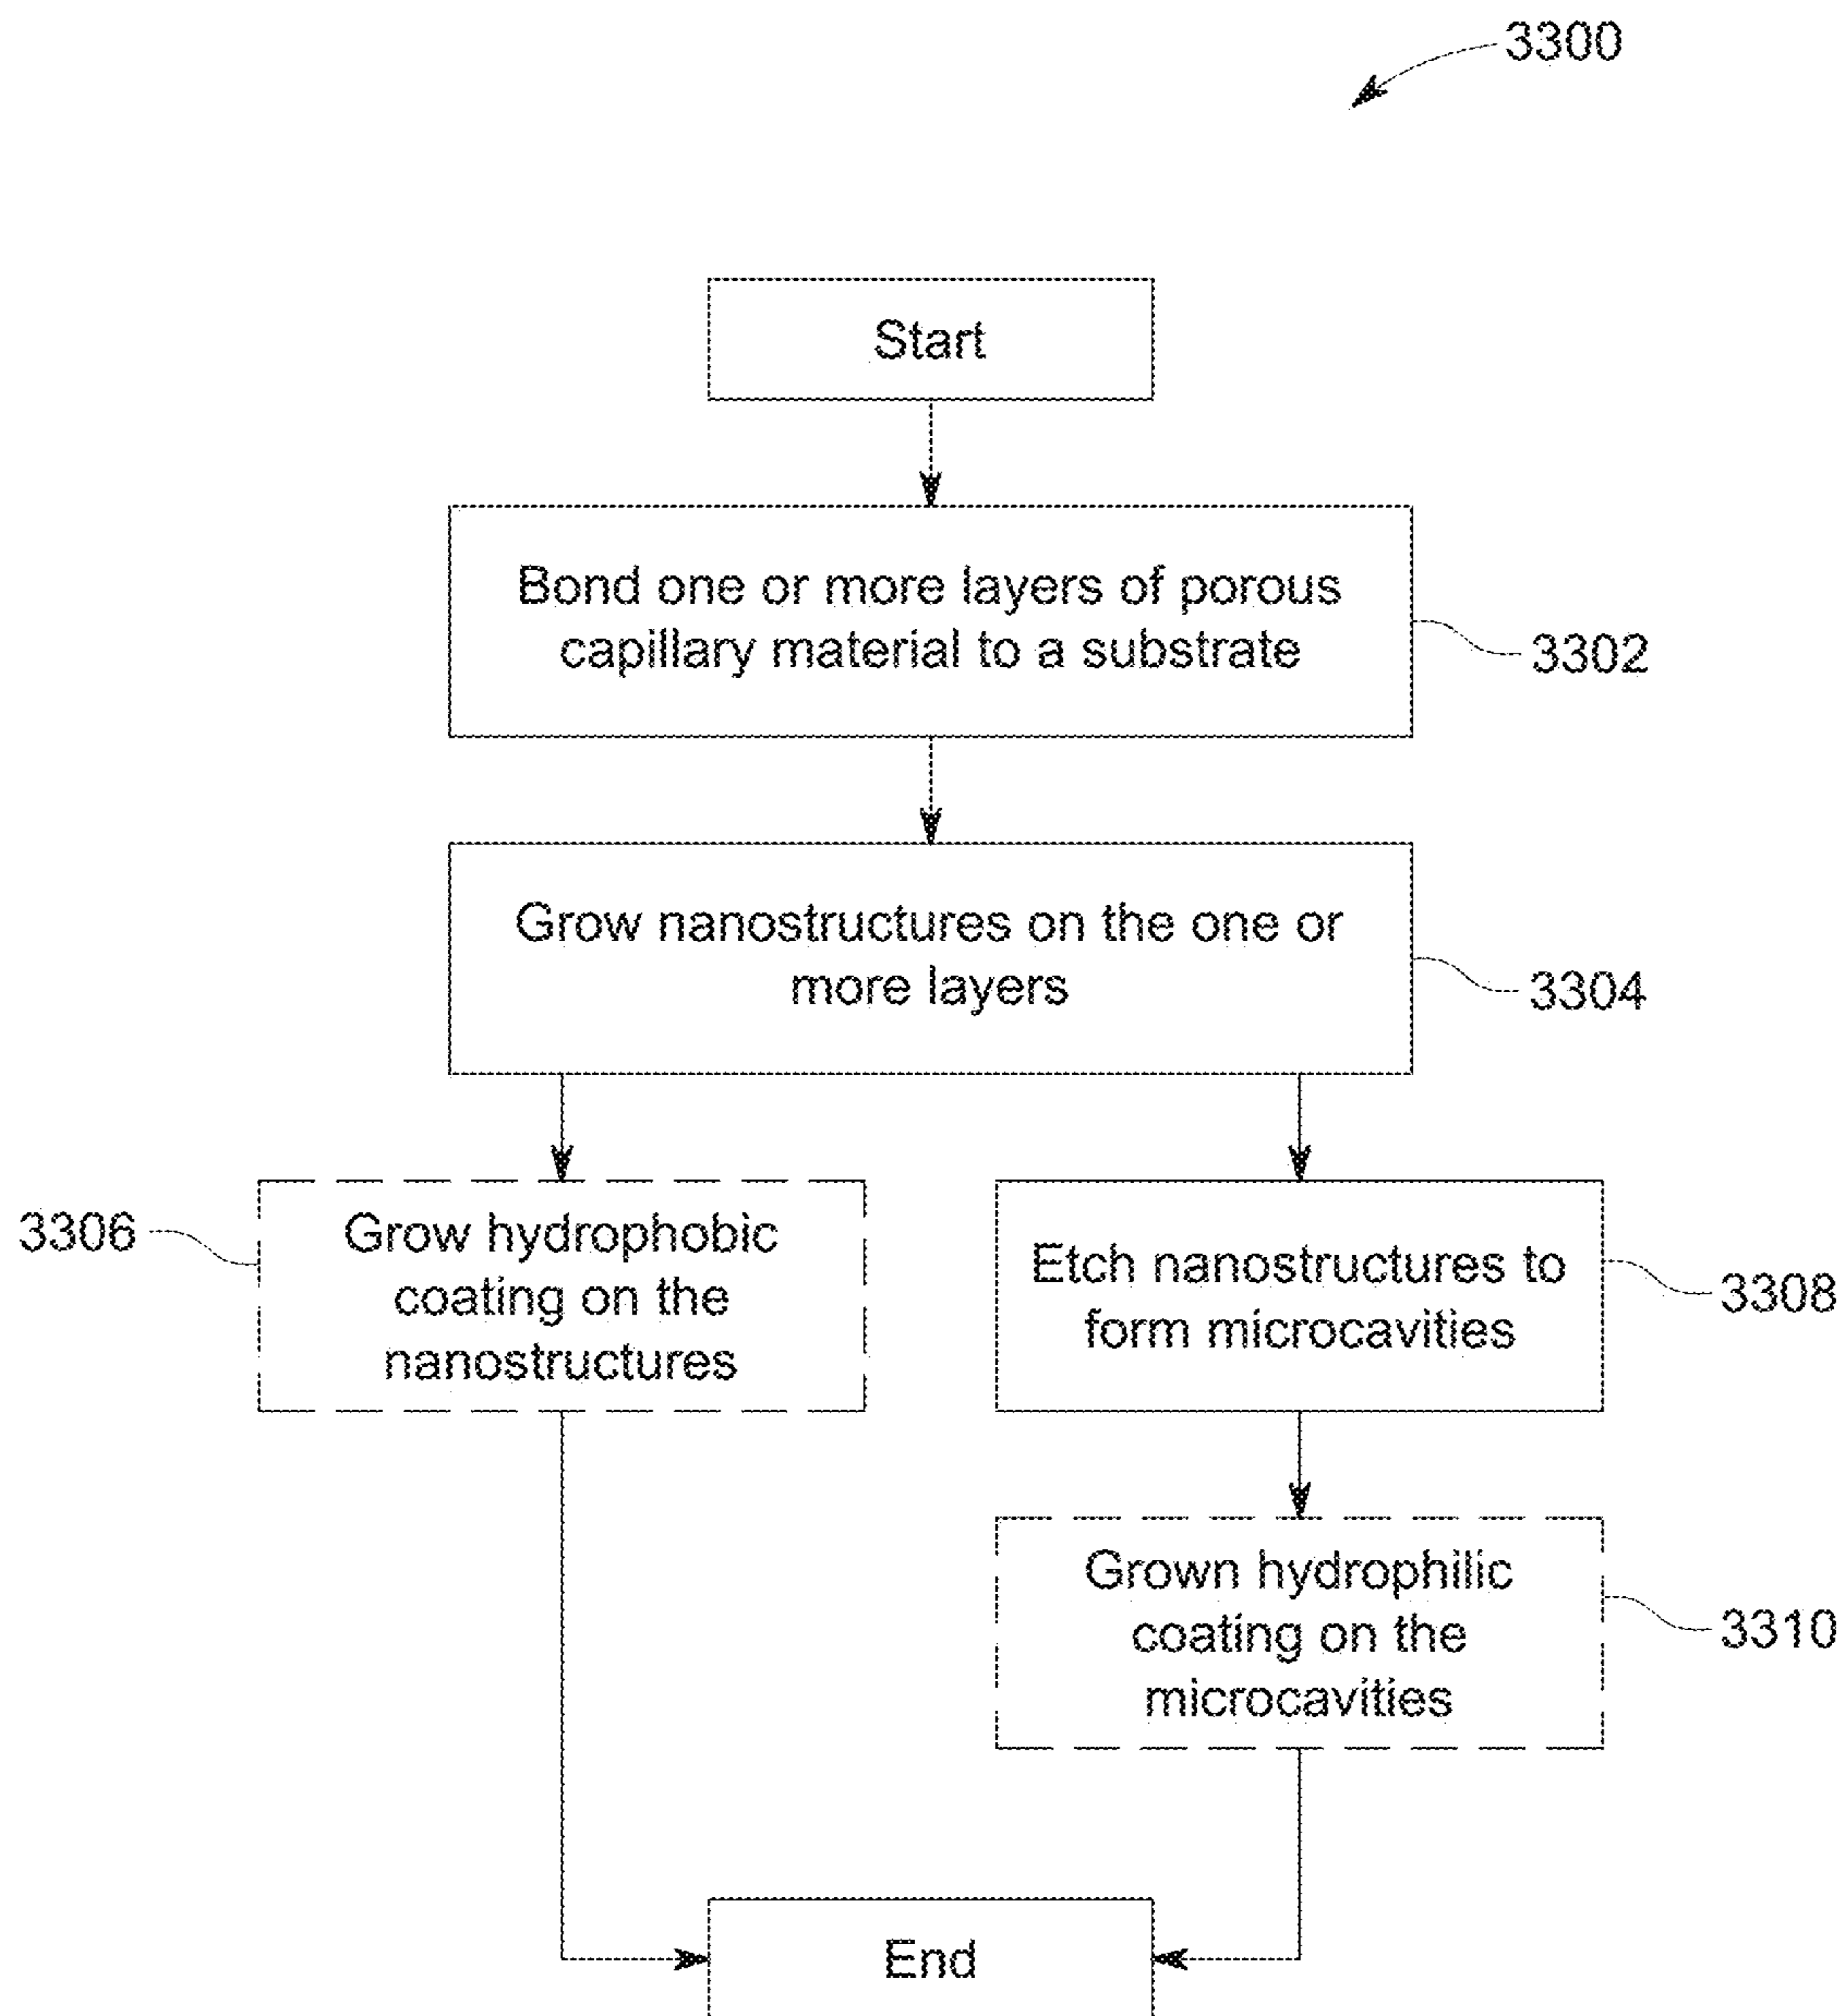 3300
Start
Bond one or more layers of porous
capillary material to a substrate
3302
Grow nanostructures on the one or
more layers
3304
3306
Grow hydrophobic
coating on the
nanostructures
Etch nanostructures to
form microcavities
3308
Grown hydrophilic
coating on the
microcavities
3310
End